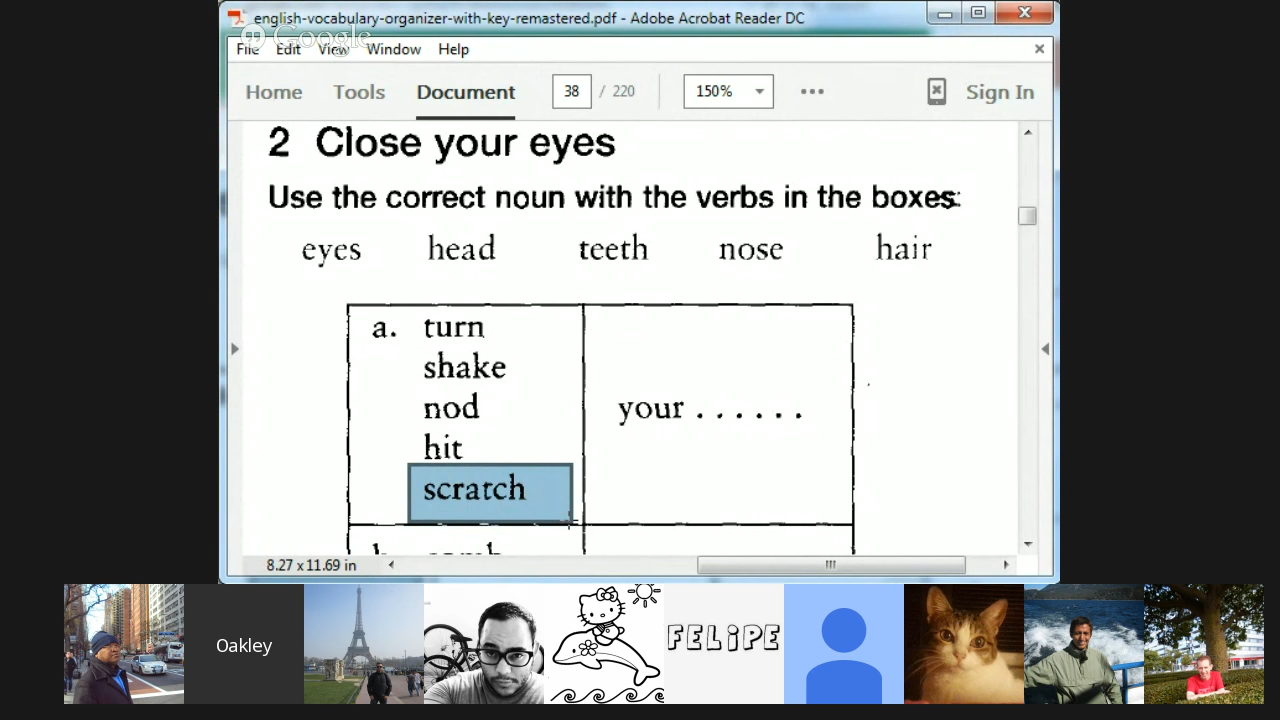 english-vocabulary-organizer-with-key-remastered.pdf - Adobe Acrobat Reader DC
Google
File Edit View Window Help
Home Tools Document 38 / 220 150% Sign In
2 Close your eyes
Use the correct noun with the verbs in the boxes:
eyes head teeth nose hair
a. turn
shake
nod
your . . . . . .
hit
scratch
8.27 x 11.69 in
Oakley
FELIPE